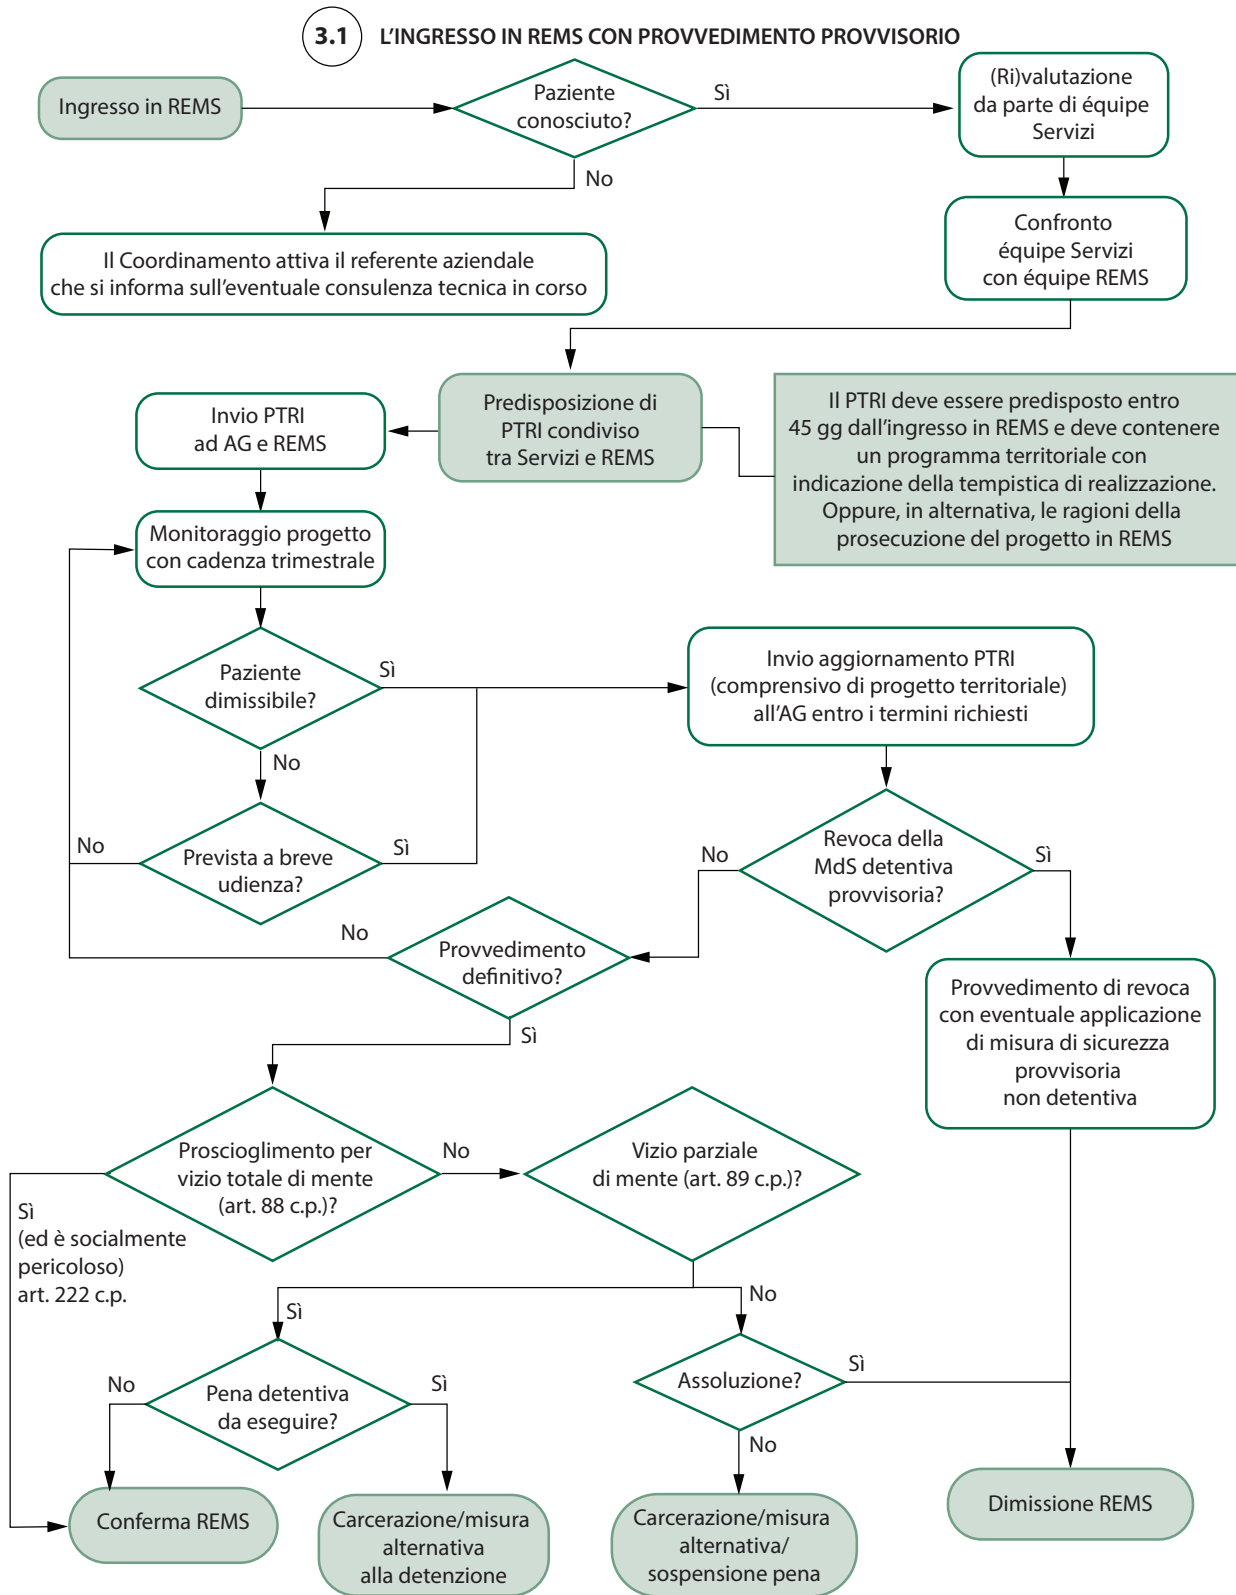 3.1 L'INGRESSO IN REMS CON PROVVEDIMENTO PROVVISORIO
Ingresso in REMS
Paziente
conosciuto?
Sì
(Ri)valutazione
da parte di équipe
Servizi
No
Il Coordinamento attiva il referente aziendale
che si informa sull'eventuale consulenza tecnica in corso
Confronto
équipe Servizi
con équipe REMS
Invio PTRI
ad AG e REMS
Predisposizione di
PTRI condiviso
tra Servizi e REMS
Il PTRI deve essere predisposto entro
45 gg dall'ingresso in REMS e deve contenere
un programma territoriale con
indicazione della tempistica di realizzazione.
Oppure, in alternativa, le ragioni della
prosecuzione del progetto in REMS
Monitoraggio progetto
con cadenza trimestrale
Paziente
dimissibile?
Sì
Invio aggiornamento PTRI
(comprensivo di progetto territoriale)
all'AG entro i termini richiesti
No
Prevista a breve
udienza?
No
Sì
Revoca della
MdS detentiva
provvisoria?
No
Sì
Provvedimento
definitivo?
No
Sì
Provvedimento di revoca
con eventuale applicazione
di misura di sicurezza
provvisoria
non detentiva
Proscioglimento per
vizio totale di mente
(art. 88 c.p.)?
No
Vizio parziale
di mente (art. 89 c.p.)?
Sì
(ed è socialmente
pericoloso)
art. 222 c.p.
Sì
No
Pena detentiva
da eseguire?
No
Sì
Assoluzione?
Sì
No
Conferma REMS
Carcerazione/misura
alternativa
alla detenzione
Carcerazione/misura
alternativa/
sospensione pena
Dimissione REMS